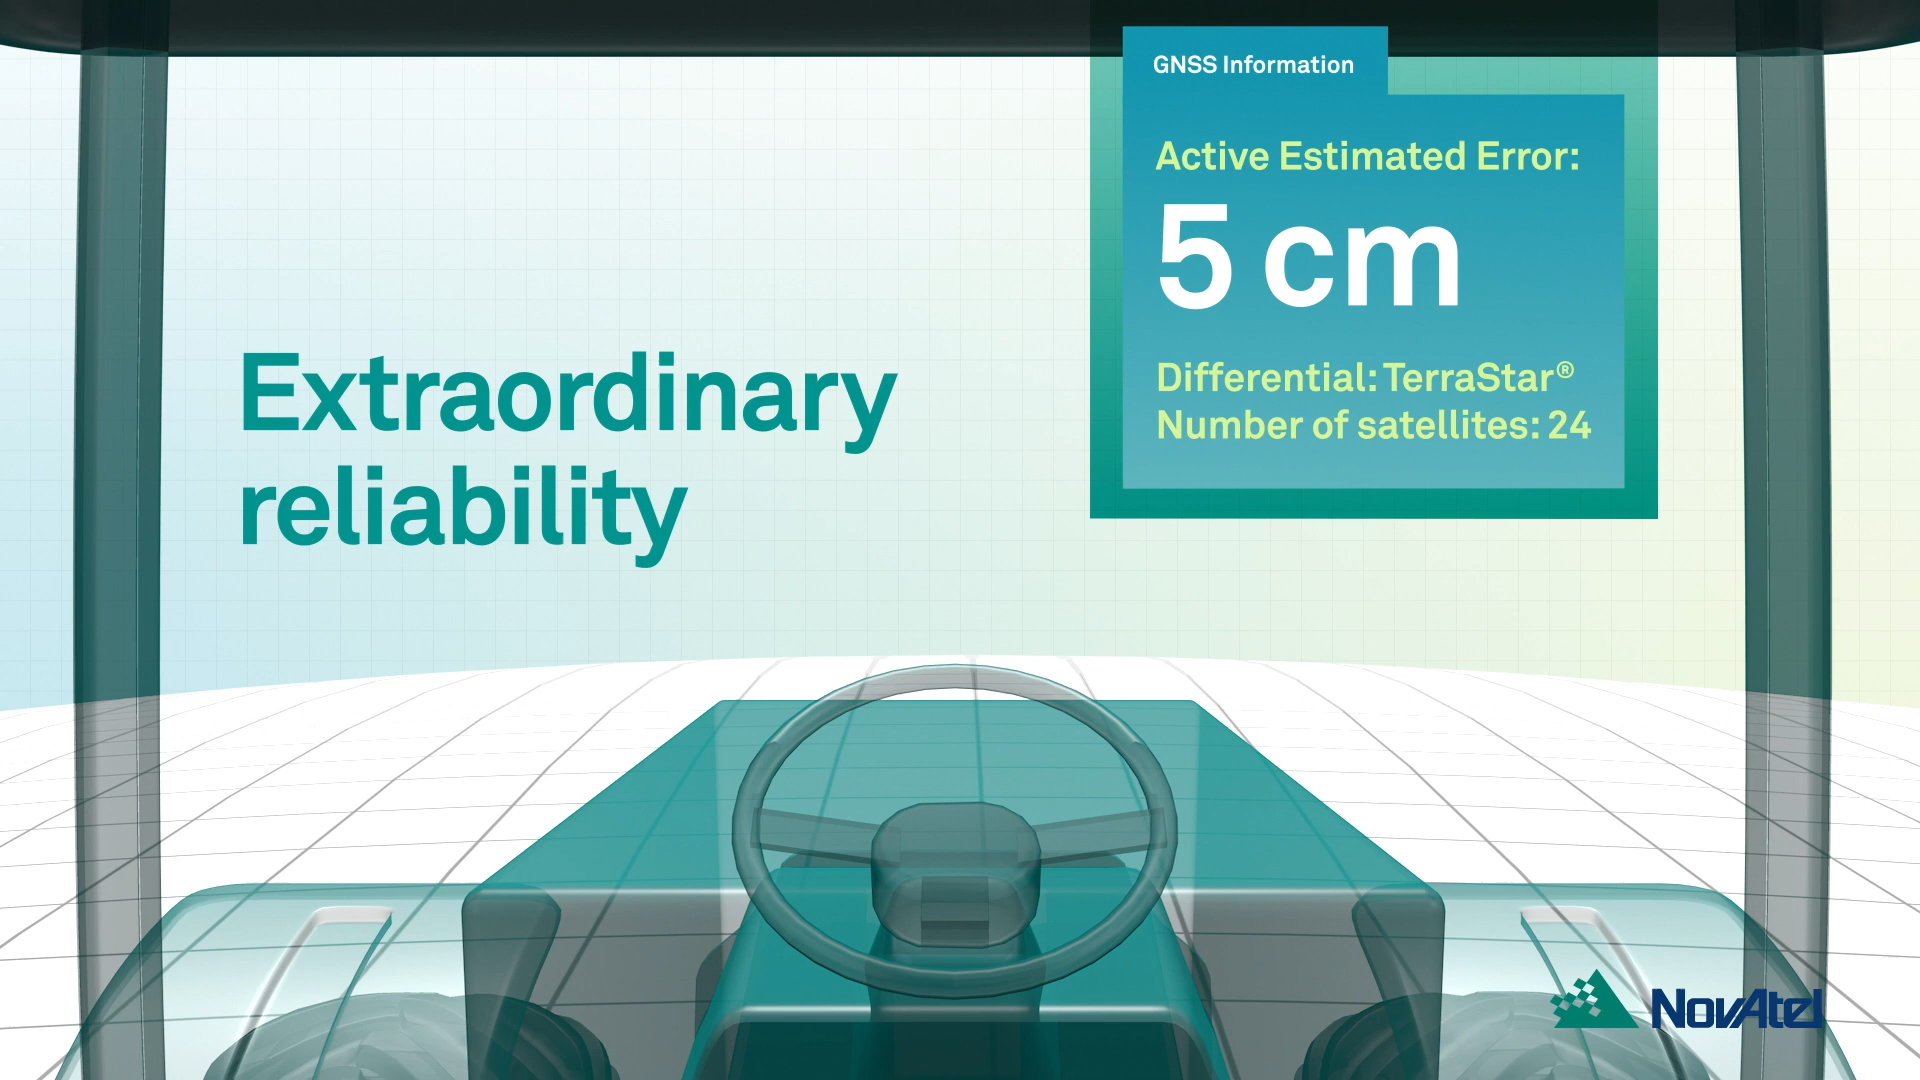 GNSS Information
Active Estimated Error:
5 cm
Differential: TerraStar®
Number of satellites: 24
Extraordinary
reliability
NovAtel